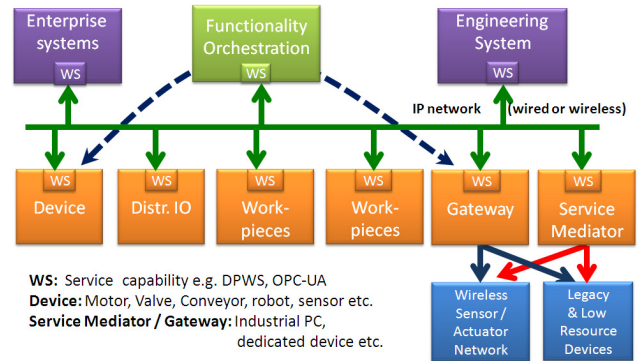 Enterprise
systems
WS
Functionality
Orchestration
WS
Engineering
System
WS
IP network (wired or wireless)
WS
Device
WS
Distr. IO
WS
Work-
pieces
WS
Work-
pieces
WS
Gateway
WS
Service
Mediator
WS: Service capability e.g. DPWS, OPC-UA
Device: Motor, Valve, Conveyor, robot, sensor etc.
Service Mediator / Gateway: Industrial PC,
dedicated device etc.
Wireless
Sensor /
Actuator
Network
Legacy
& Low
Resource
Devices